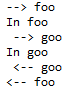 --> foo
In foo
 --> goo
In goo
 <-- goo
<-- foo